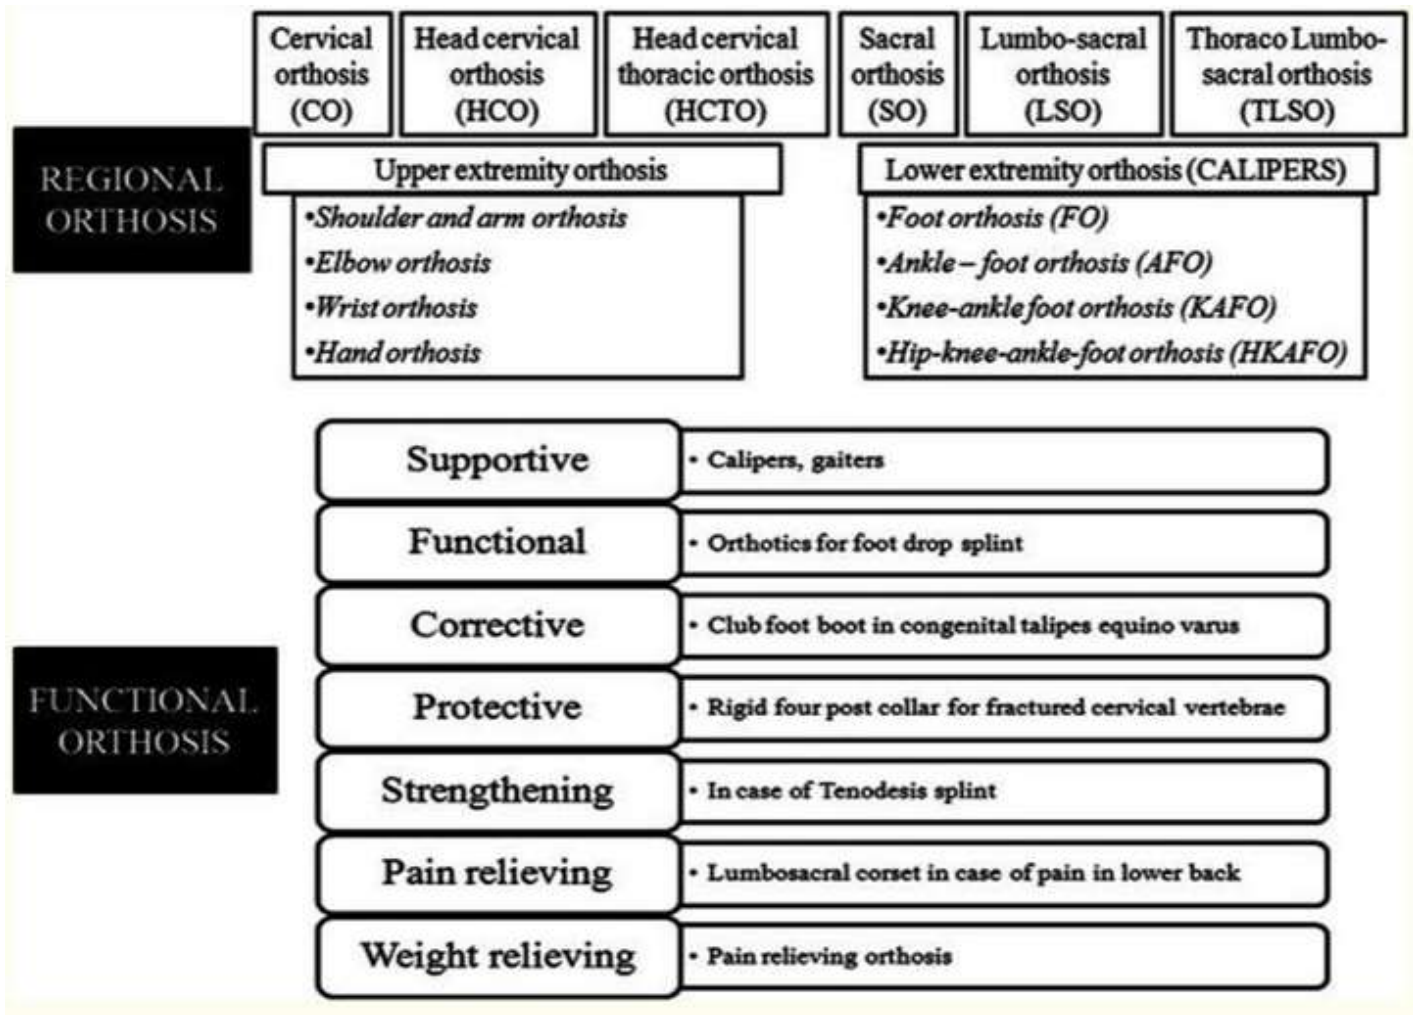 Cervical
orthosis
(CO)
Head cervical
orthosis
(HCO)
Head cervical
thoracic orthosis
(HCTO)
Sacral
orthosis
(SO)
Lumbo-sacral
orthosis
(LSO)
Thoraco Lumbo-
sacral orthosis
(TLSO)
REGIONAL
ORTHOSIS
Upper extremity orthosis
•Shoulder and arm orthosis
•Elbow orthosis
•Wrist orthosis
•Hand orthosis
Lower extremity orthosis (CALIPERS)
•Foot orthosis (FO)
•Ankle – foot orthosis (AFO)
•Knee-ankle foot orthosis (KAFO)
•Hip-knee-ankle-foot orthosis (HKAFO)
FUNCTIONAL
ORTHOSIS
Supportive
• Calipers, gaiters
Functional
• Orthotics for foot drop splint
Corrective
• Club foot boot in congenital talipes equino varus
Protective
• Rigid four post collar for fractured cervical vertebrae
Strengthening
• In case of Tenodesis splint
Pain relieving
• Lumbosacral corset in case of pain in lower back
Weight relieving
• Pain relieving orthosis